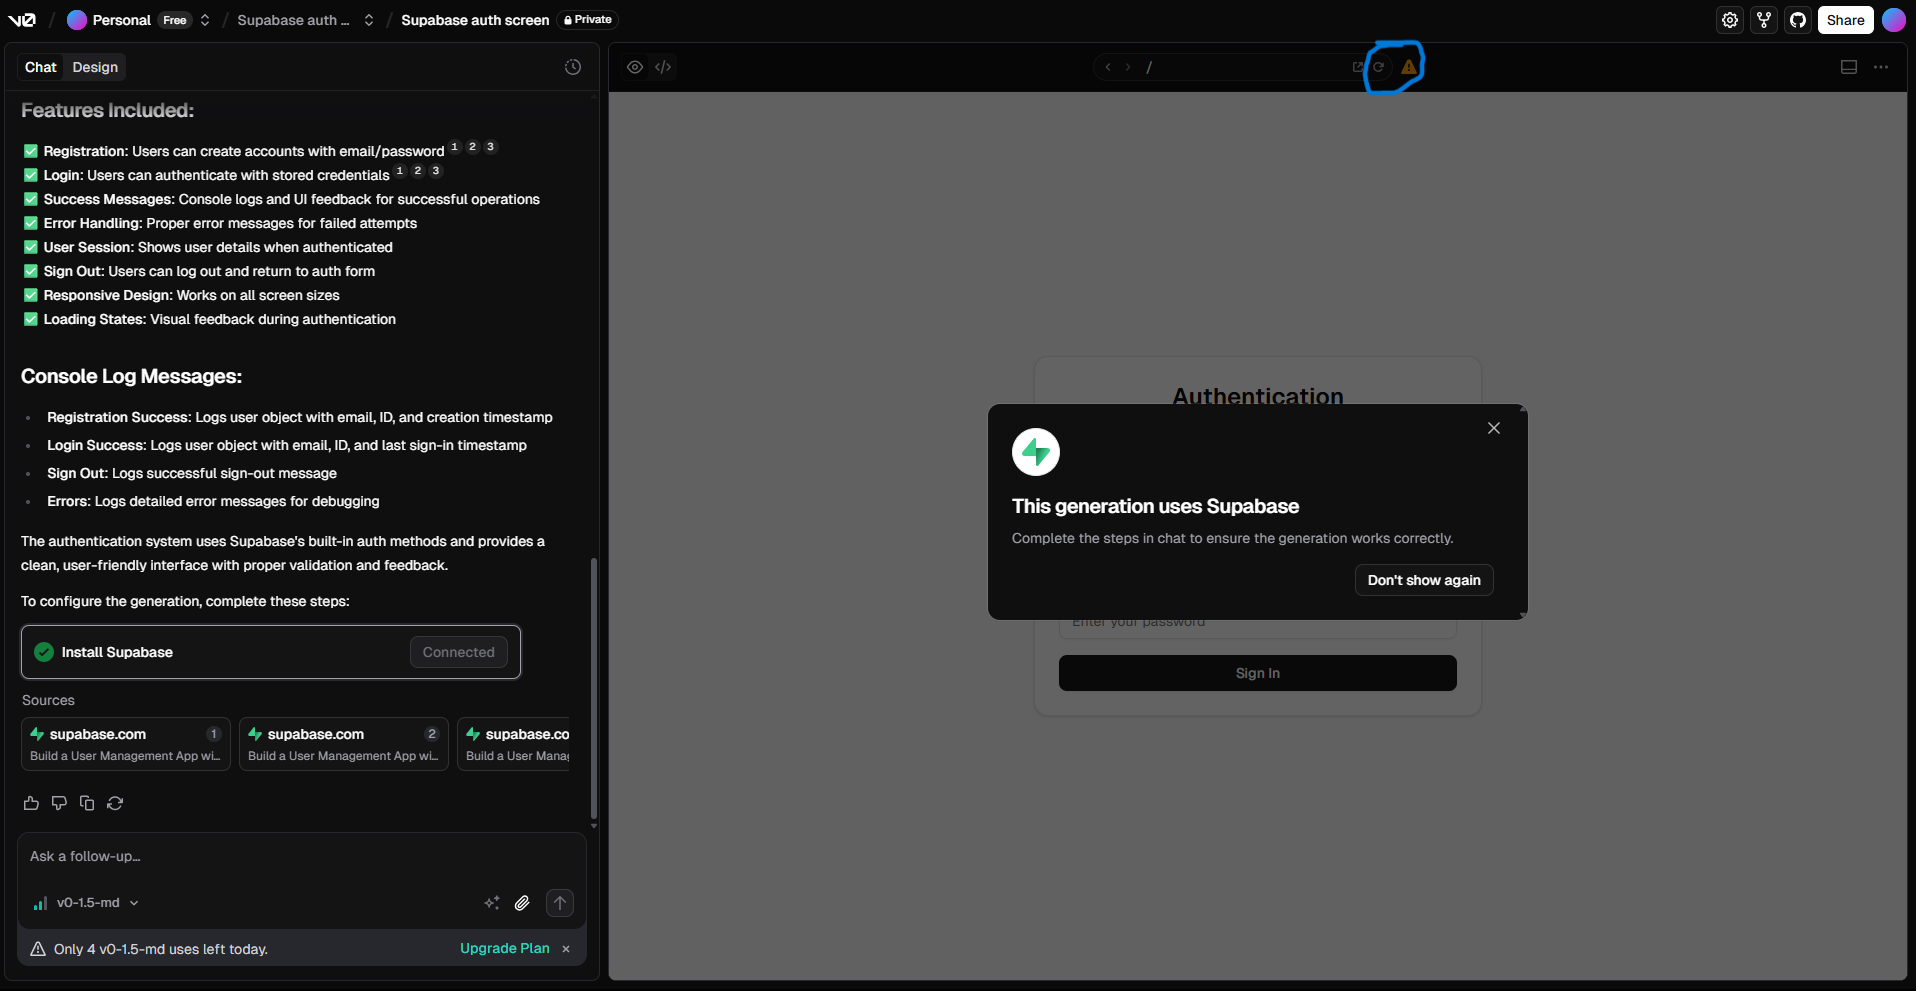 v0 / Personal Free / Supabase auth ... / Supabase auth screen Private
Share
Chat Design
/
Features Included:
✅ Registration: Users can create accounts with email/password 1 2 3
✅ Login: Users can authenticate with stored credentials 1 2 3
✅ Success Messages: Console logs and UI feedback for successful operations
✅ Error Handling: Proper error messages for failed attempts
✅ User Session: Shows user details when authenticated
✅ Sign Out: Users can log out and return to auth form
✅ Responsive Design: Works on all screen sizes
✅ Loading States: Visual feedback during authentication
Console Log Messages:
• Registration Success: Logs user object with email, ID, and creation timestamp
• Login Success: Logs user object with email, ID, and last sign-in timestamp
• Sign Out: Logs successful sign-out message
• Errors: Logs detailed error messages for debugging
The authentication system uses Supabase's built-in auth methods and provides a
clean, user-friendly interface with proper validation and feedback.
To configure the generation, complete these steps:
Install Supabase Connected
Sources
supabase.com 1
Build a User Management App wi...
supabase.com 2
Build a User Management App wi...
supabase.co
Build a User Manag
Ask a follow-up...
v0-1.5-md
Only 4 v0-1.5-md uses left today. Upgrade Plan ×
Authentication
This generation uses Supabase
Complete the steps in chat to ensure the generation works correctly.
Don't show again
Enter your password
Sign In